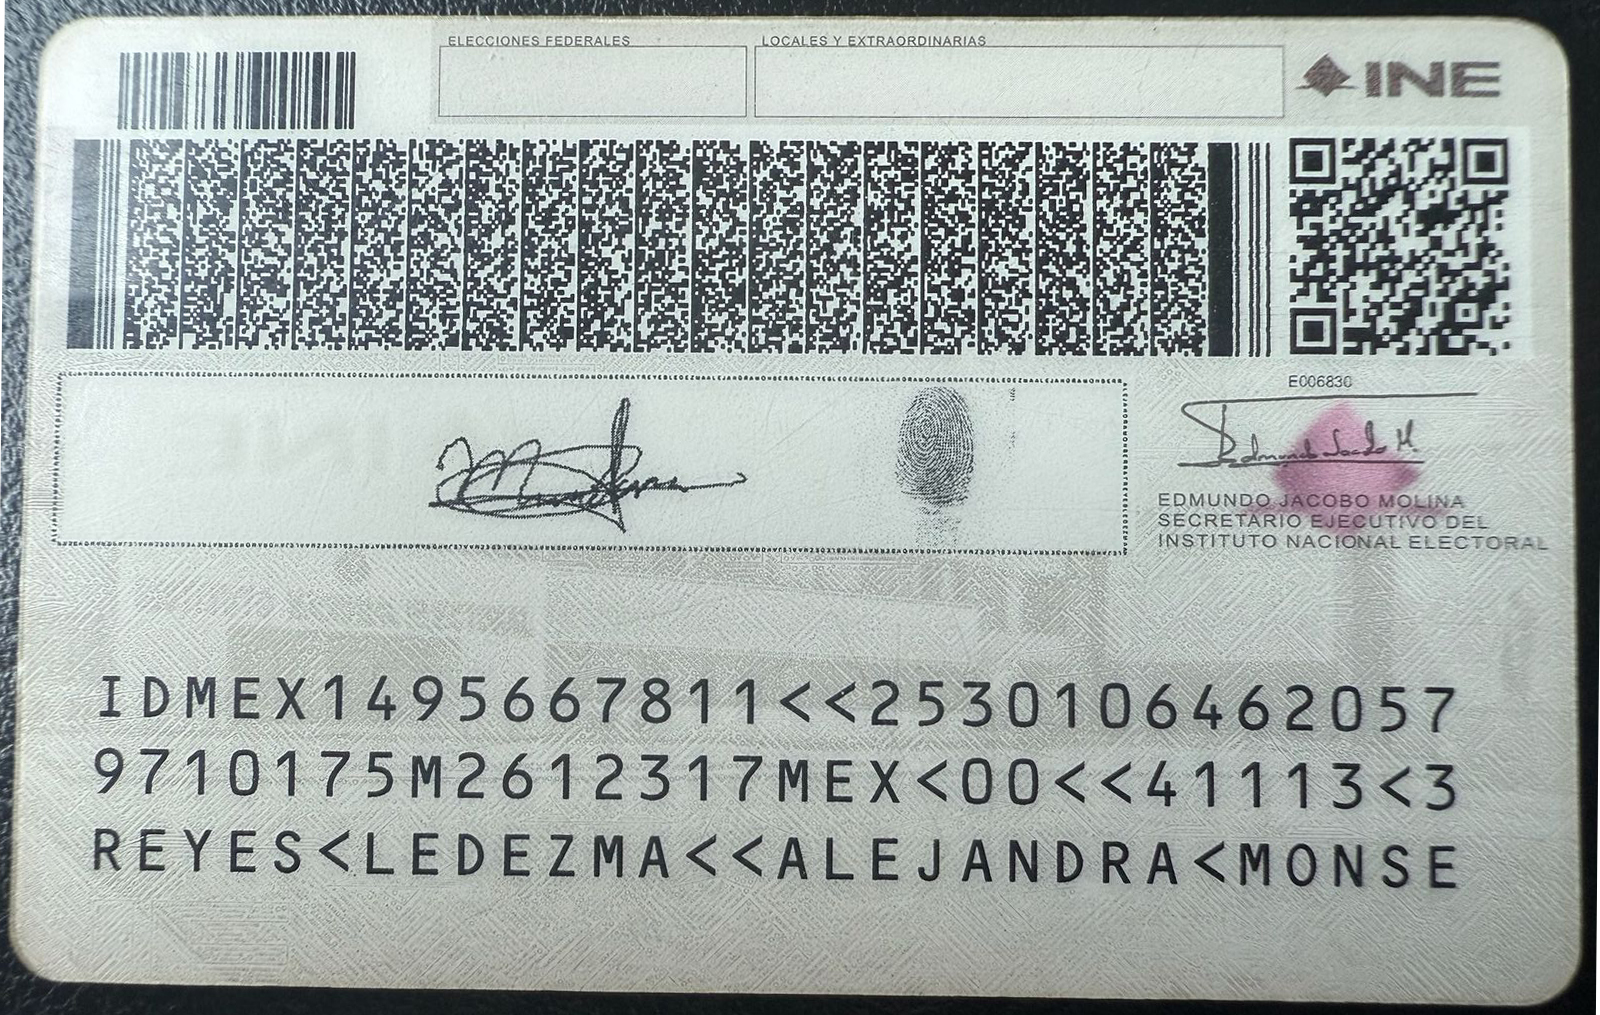 ELECCIONES FEDERALES
LOCALES Y EXTRAORDINARIAS
INE
E006830
EDMUNDO JACOBO MOLINA
SECRETARIO EJECUTIVO DEL
INSTITUTO NACIONAL ELECTORAL
IDMEX1495667811<<2530106462057
9710175M2612317MEX<00<<41113<3
REYES<LEDEZMA<<ALEJANDRA<MONSE